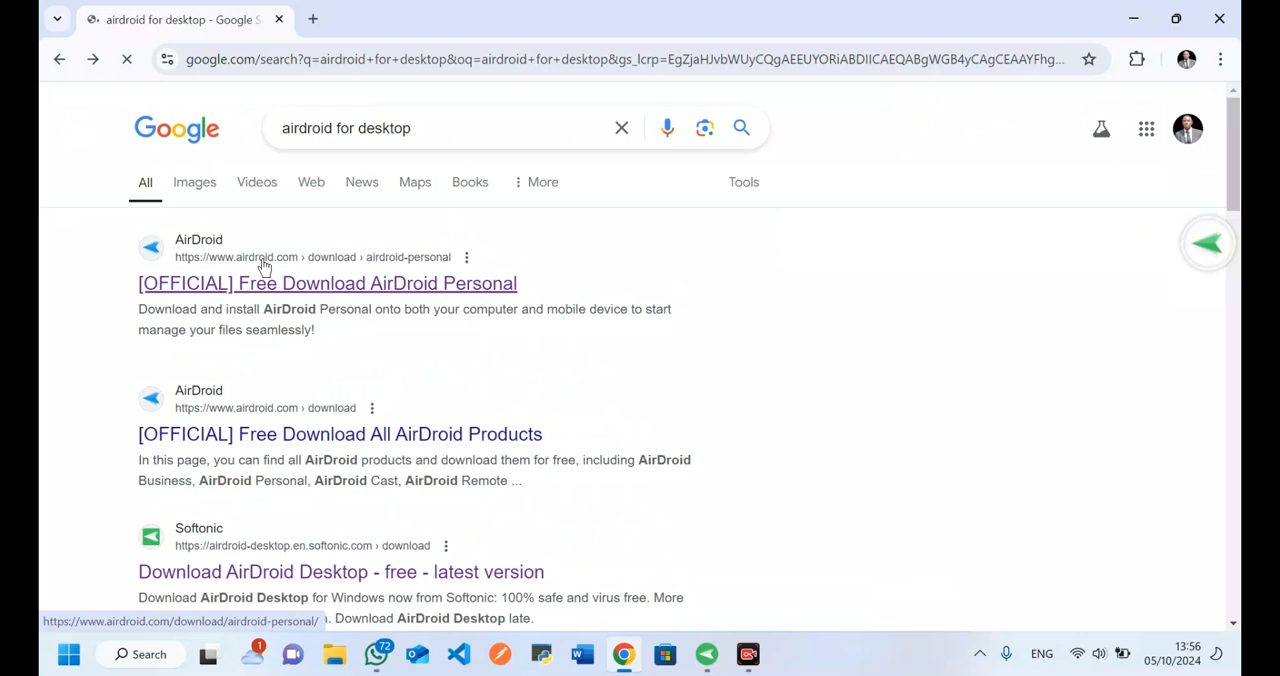 airdroid for desktop - Google S
google.com/search?q=airdroid+for+desktop&oq=airdroid+for+desktop&gs_lcrp=EgZjaHJvbWUyCQgAEEUYORiABDIICAEQABgWGB4yCAgCEAAYFhg...
Google
airdroid for desktop
All Images Videos Web News Maps Books More Tools
AirDroid
https://www.airdroid.com › download › airdroid-personal
[OFFICIAL] Free Download AirDroid Personal
Download and install AirDroid Personal onto both your computer and mobile device to start
manage your files seamlessly!
AirDroid
https://www.airdroid.com › download
[OFFICIAL] Free Download All AirDroid Products
In this page, you can find all AirDroid products and download them for free, including AirDroid
Business, AirDroid Personal, AirDroid Cast, AirDroid Remote ...
Softonic
https://airdroid-desktop.en.softonic.com › download
Download AirDroid Desktop - free - latest version
Download AirDroid Desktop for Windows now from Softonic: 100% safe and virus free. More
https://www.airdroid.com/download/airdroid-personal/
. Download AirDroid Desktop late.
Search
1
72
ENG
13:56
05/10/2024